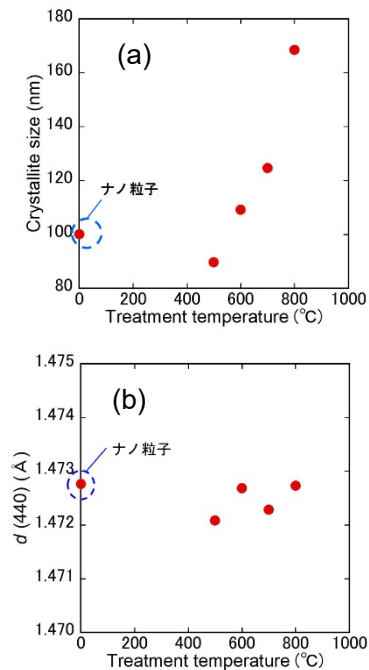 (a)
Crystallite size (nm)
180
160
140
120
100
80
ナノ粒子
0 200 400 600 800 1000
Treatment temperature (℃)
(b)
d (440) (Å)
1.475
1.474
1.473
1.472
1.471
1.470
ナノ粒子
0 200 400 600 800 1000
Treatment temperature (℃)